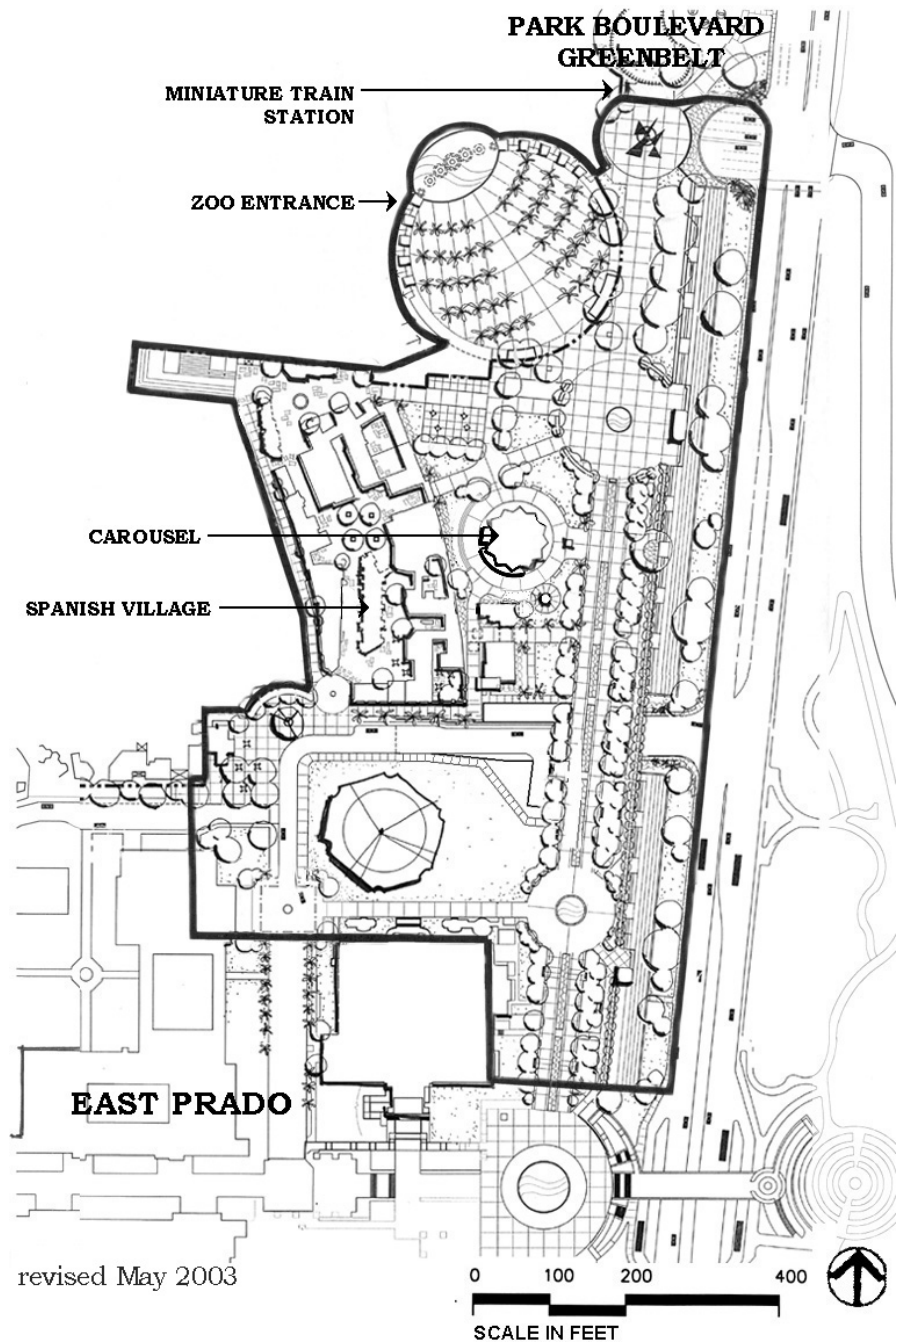 PARK BOULEVARD
GREENBELT
MINIATURE TRAIN
STATION
ZOO ENTRANCE
CAROUSEL
SPANISH VILLAGE
EAST PRADO
revised May 2003
0 100 200 400
SCALE IN FEET